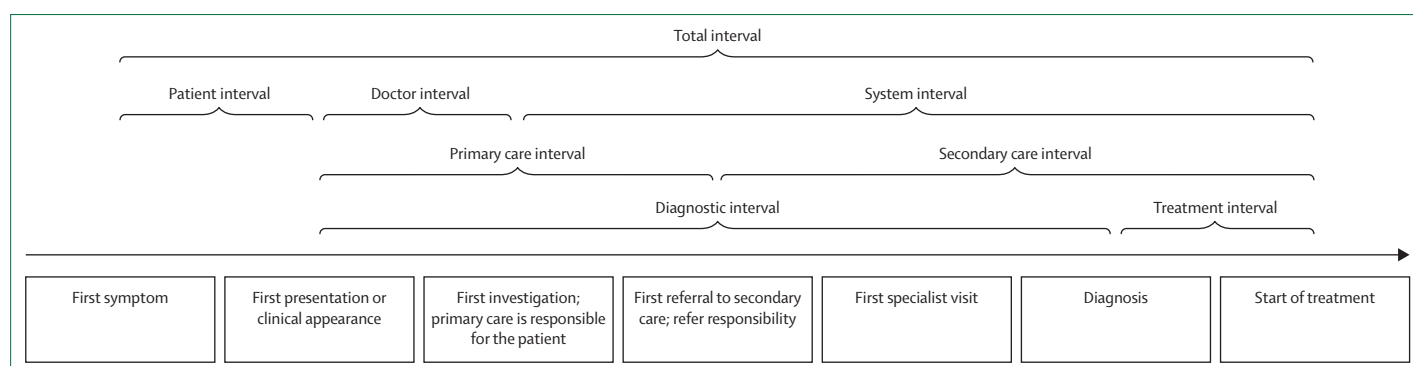 Total interval
Patient interval
Doctor interval
System interval
Primary care interval
Secondary care interval
Diagnostic interval
Treatment interval
First symptom
First presentation or
clinical appearance
First investigation;
primary care is responsible
for the patient
First referral to secondary
care; refer responsibility
First specialist visit
Diagnosis
Start of treatment